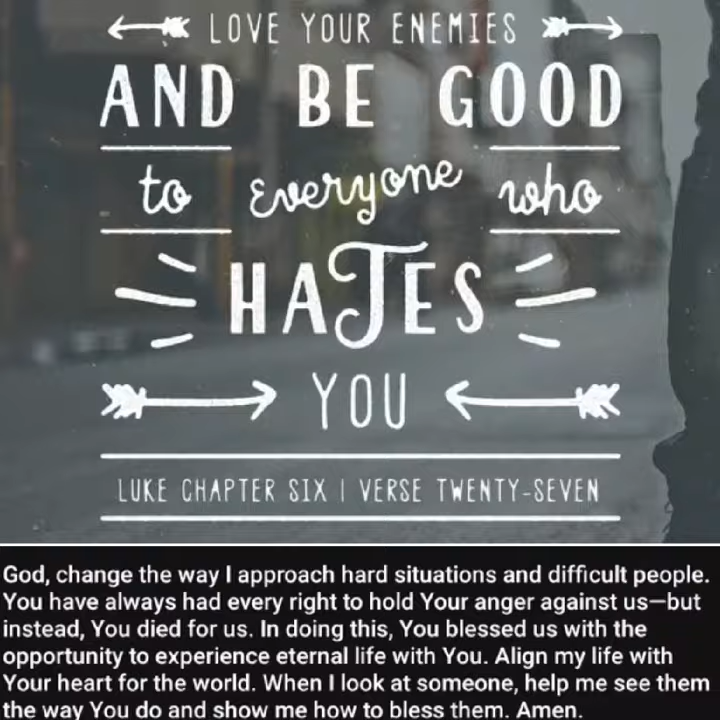 LOVE YOUR ENEMIES
AND BE GOOD
to everyone who
HATES
YOU
LUKE CHAPTER SIX | VERSE TWENTY-SEVEN
God, change the way I approach hard situations and difficult people.
You have always had every right to hold Your anger against us—but
instead, You died for us. In doing this, You blessed us with the
opportunity to experience eternal life with You. Align my life with
Your heart for the world. When I look at someone, help me see them
the way You do and show me how to bless them. Amen.